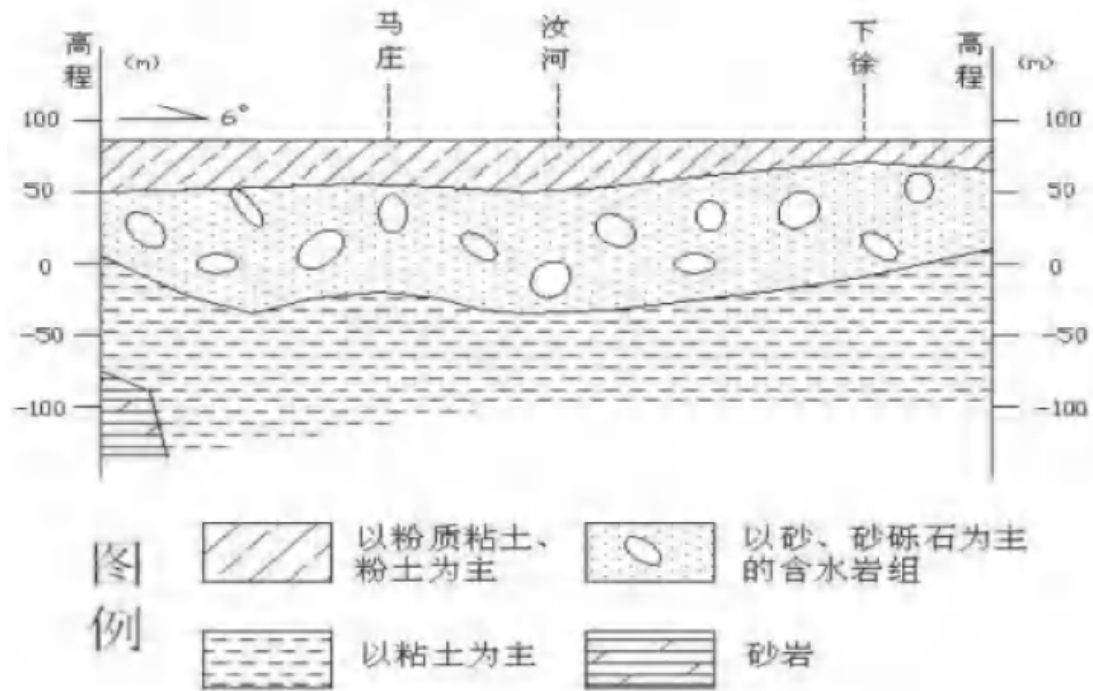 高程
(m)
马庄
汝河
下徐
高程
(m)
6°
100
50
0
-50
-100
100
50
0
-50
-100
图例
以粉质粘土、
粉土为主
以砂、砂砾石为主
的含水岩组
以粘土为主
砂岩